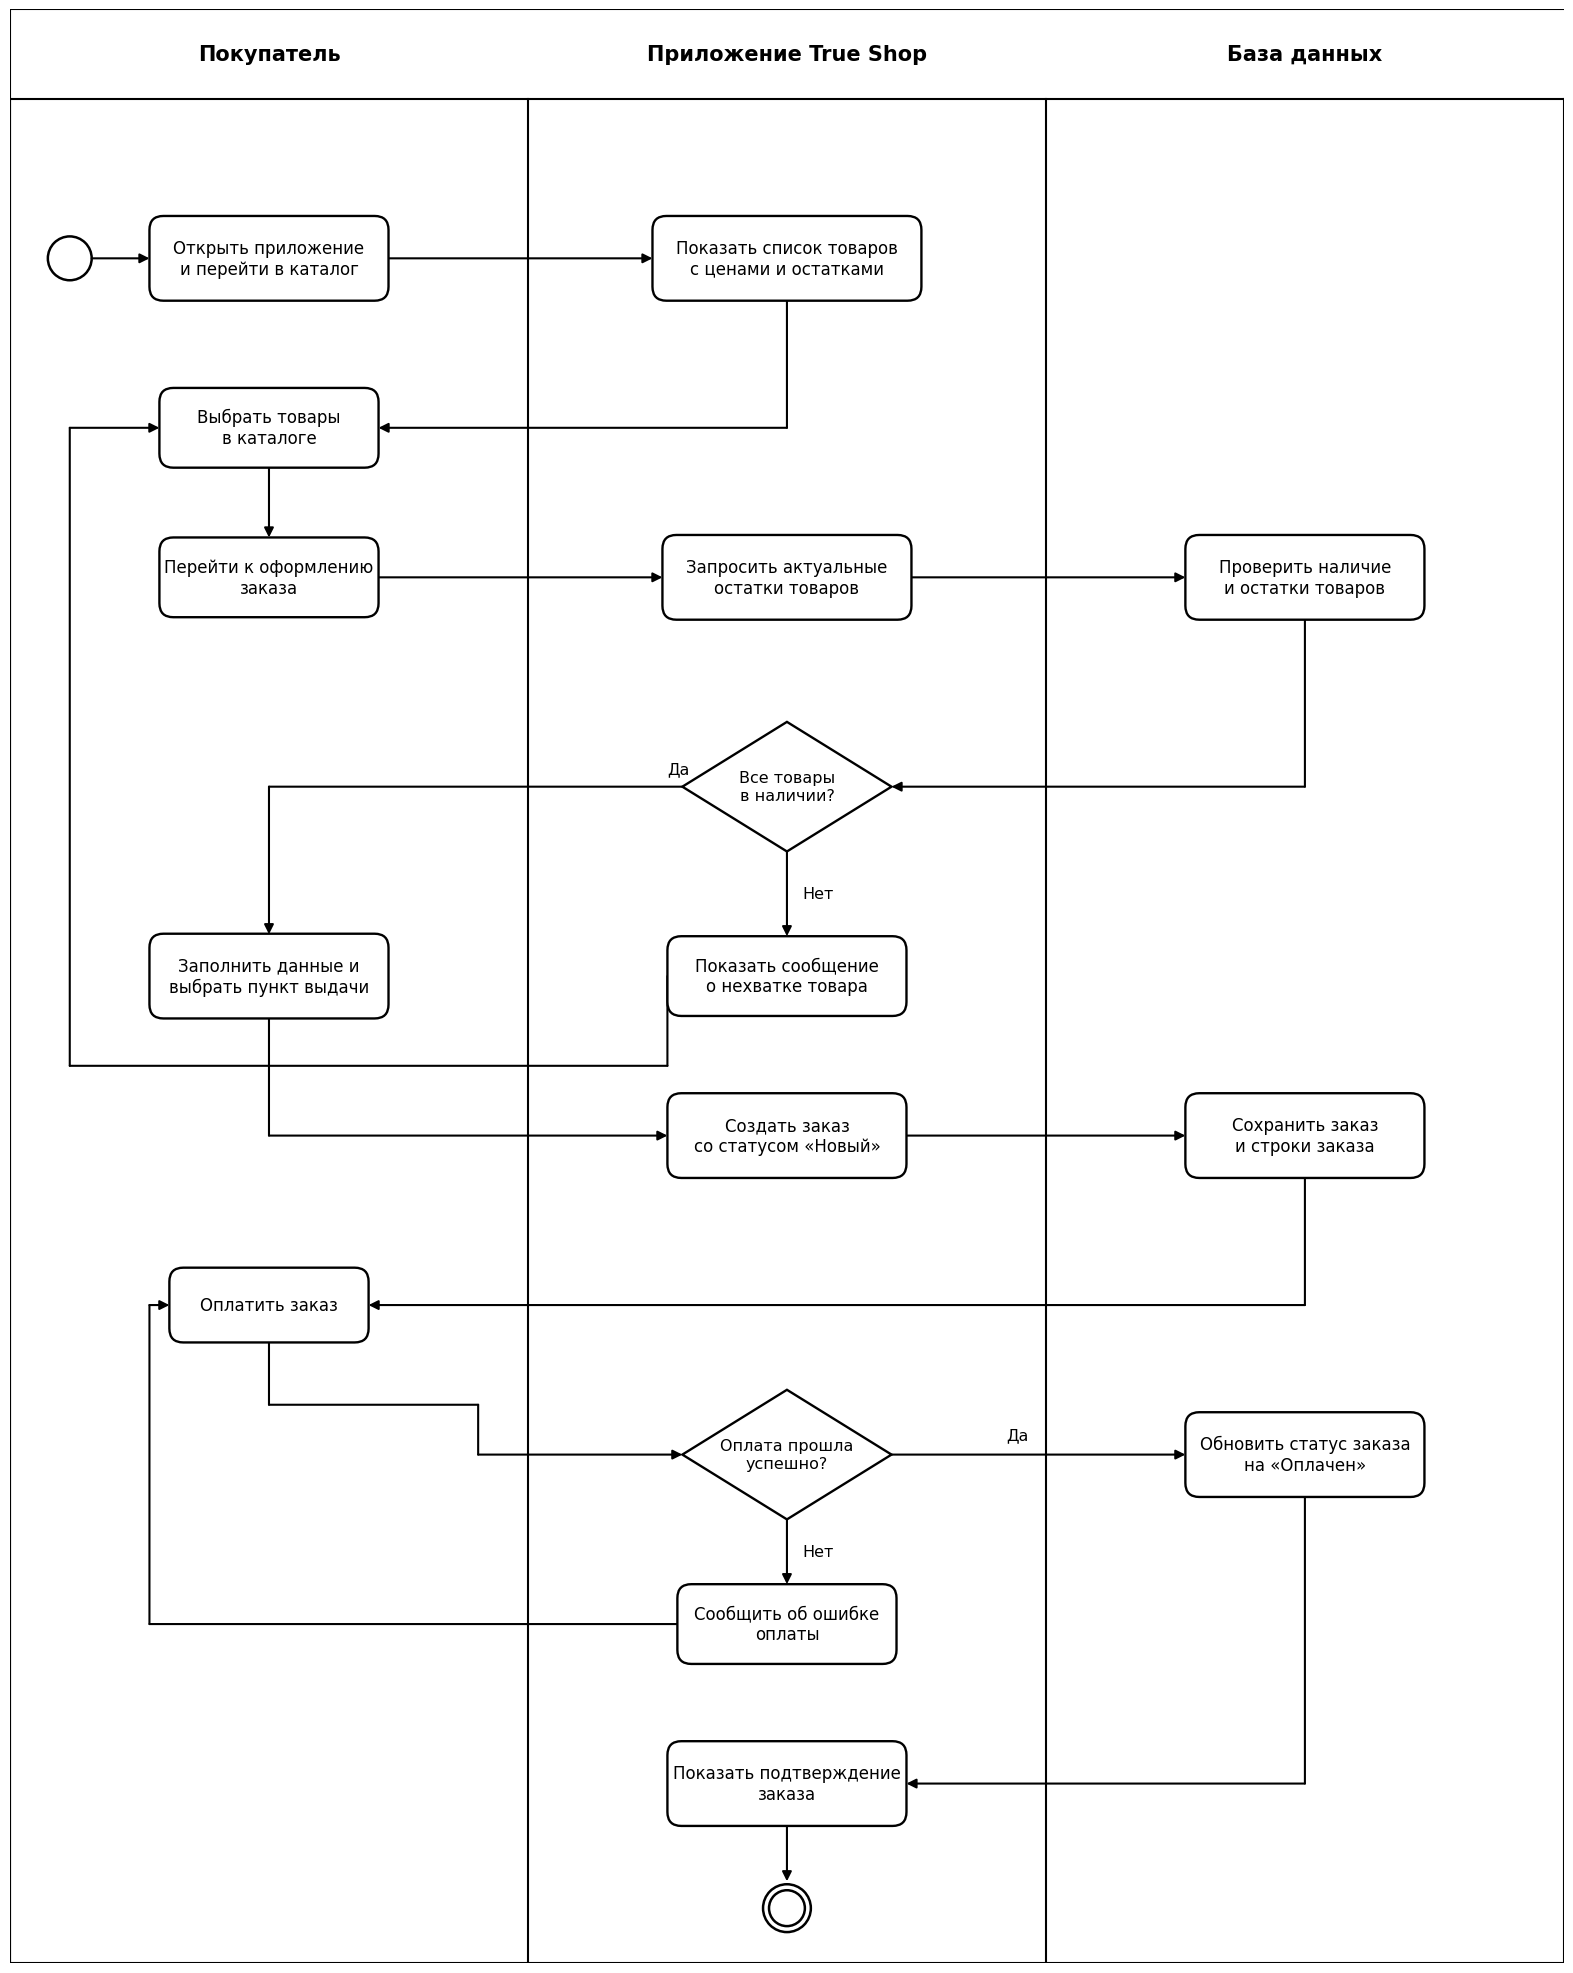 Покупатель
Приложение True Shop
База данных
Открыть приложение
и перейти в каталог
Показать список товаров
с ценами и остатками
Выбрать товары
в каталоге
Перейти к оформлению
заказа
Запросить актуальные
остатки товаров
Проверить наличие
и остатки товаров
Да
Все товары
в наличии?
Нет
Заполнить данные и
выбрать пункт выдачи
Показать сообщение
о нехватке товара
Создать заказ
со статусом «Новый»
Сохранить заказ
и строки заказа
Оплатить заказ
Оплата прошла
успешно?
Да
Обновить статус заказа
на «Оплачен»
Нет
Сообщить об ошибке
оплаты
Показать подтверждение
заказа